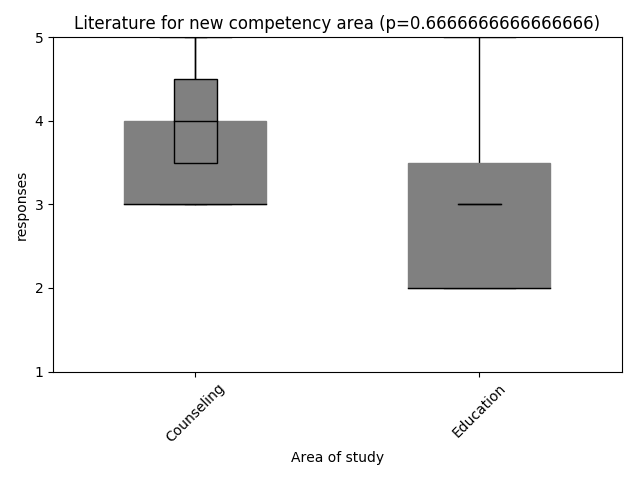 Literature for new competency area (p=0.6666666666666666)
5
4
3
2
1
responses
Counseling
Education
Area of study